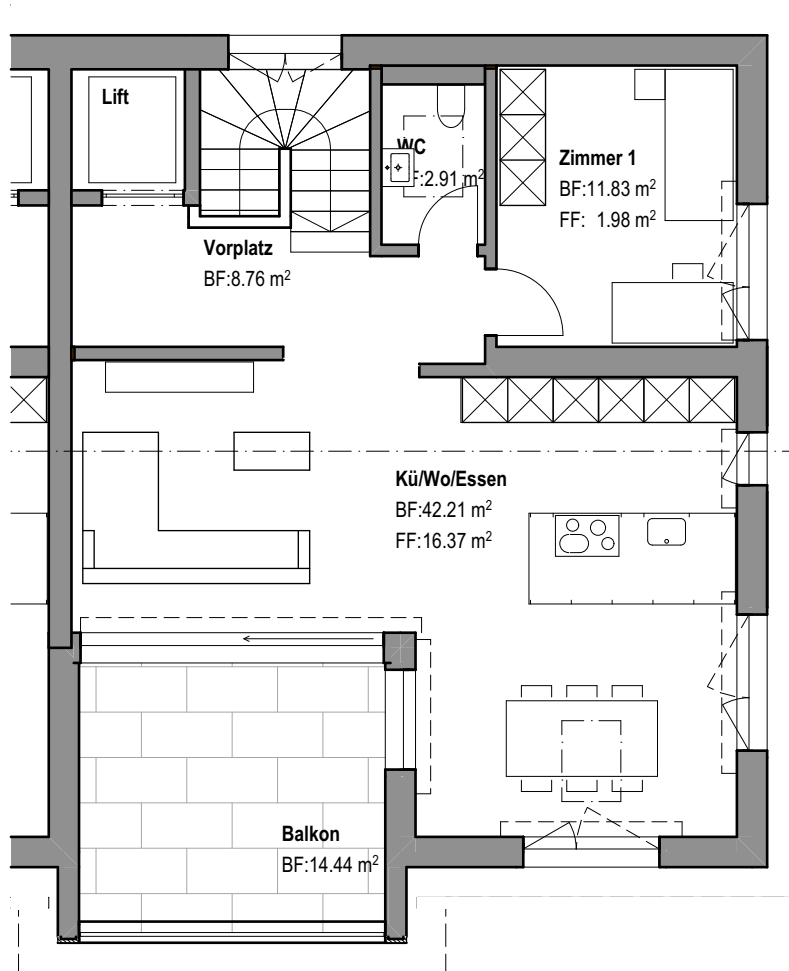 Lift
WC
F:2.91 m²
Zimmer 1
BF:11.83 m²
FF: 1.98 m²
Vorplatz
BF:8.76 m²
Kü/Wo/Essen
BF:42.21 m²
FF:16.37 m²
Balkon
BF:14.44 m²